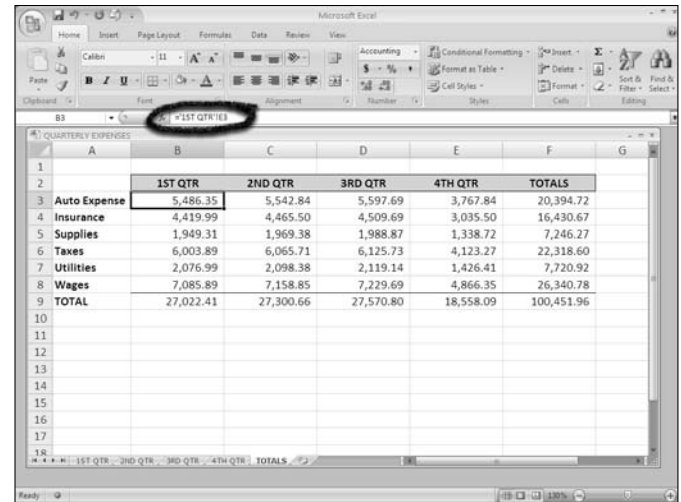 Microsoft Excel
Home Insert Page Layout Formulas Data Review View
Paste
Calibri 11 A A
B I U A
Accounting
$ % ,
Conditional Formatting
Format as Table
Cell Styles
Insert
Delete
Format
Σ
Sort & Filter
Find & Select
Clipboard Font Alignment Number Styles Cells Editing
B3 ='1ST QTR'!E3
QUARTERLY EXPENSES
A B C D E F G
1
2 1ST QTR 2ND QTR 3RD QTR 4TH QTR TOTALS
3 Auto Expense 5,486.35 5,542.84 5,597.69 3,767.84 20,394.72
4 Insurance 4,419.99 4,465.50 4,509.69 3,035.50 16,430.67
5 Supplies 1,949.31 1,969.38 1,988.87 1,338.72 7,246.27
6 Taxes 6,003.89 6,065.71 6,125.73 4,123.27 22,318.60
7 Utilities 2,076.99 2,098.38 2,119.14 1,426.41 7,720.92
8 Wages 7,085.89 7,158.85 7,229.69 4,866.35 26,340.78
9 TOTAL 27,022.41 27,300.66 27,570.80 18,558.09 100,451.96
10
11
12
13
14
15
16
17
18
1ST QTR 2ND QTR 3RD QTR 4TH QTR TOTALS
Ready 130%